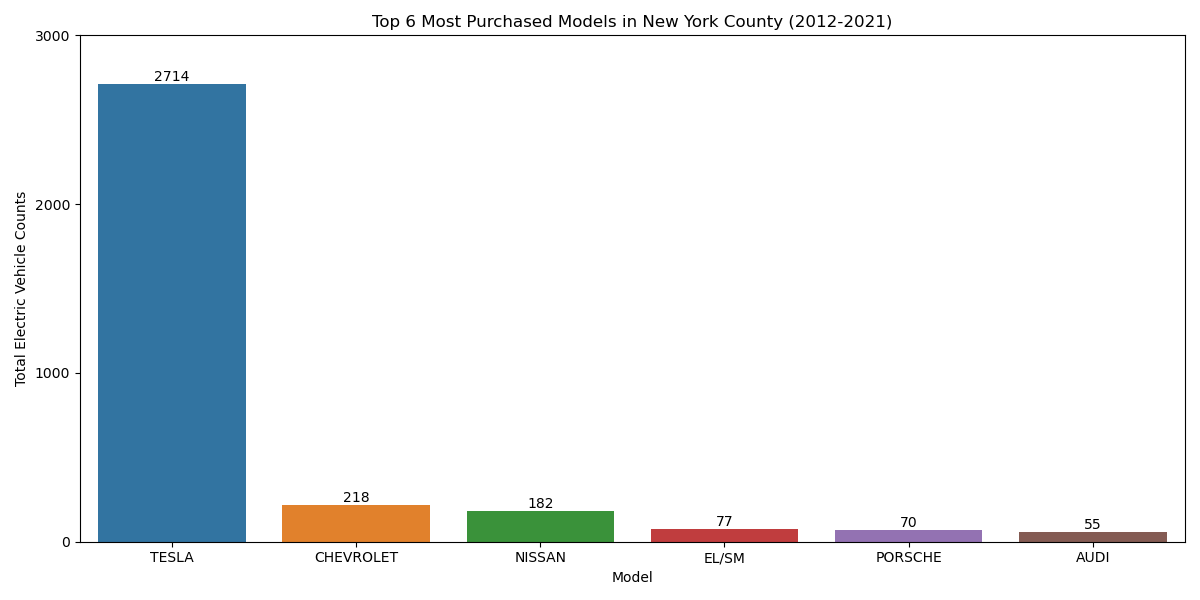 Top 6 Most Purchased Models in New York County (2012-2021)
Total Electric Vehicle Counts
3000
2000
1000
0
2714
218
182
77
70
55
TESLA
CHEVROLET
NISSAN
EL/SM
PORSCHE
AUDI
Model